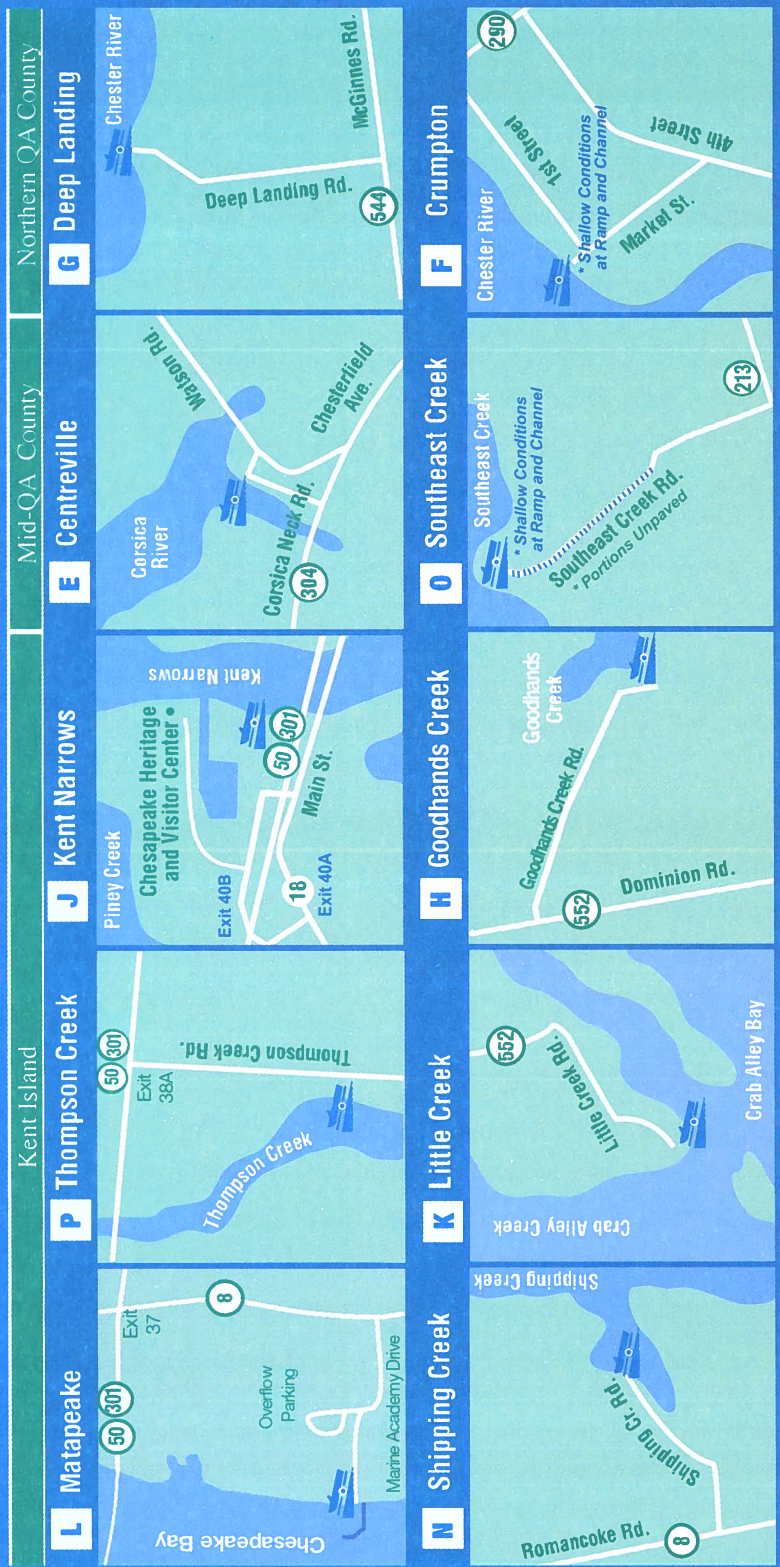 Kent Island
Mid-QA County
Northern QA County
L Matapeake
50 301
Exit
37
8
Overflow
Parking
Marine Academy Drive
Chesapeake Bay
P Thompson Creek
50 301
Exit
38A
Thompson Creek Rd.
Thompson Creek
J Kent Narrows
Piney Creek
Chesapeake Heritage
and Visitor Center
Kent Narrows
Exit 40B
50 301
Main St.
18
Exit 40A
E Centreville
Watson Rd.
Corsica
River
Chesterfield
Ave.
Corsica Neck Rd.
304
G Deep Landing
Chester River
McGinnes Rd.
Deep Landing Rd.
544
N Shipping Creek
Shipping Creek
Shipping Cr. Rd.
Romancoke Rd.
8
K Little Creek
552
Little Creek Rd.
Crab Alley Creek
Crab Alley Bay
H Goodhands Creek
Goodhands
Creek
Goodhands Creek Rd.
552
Dominion Rd.
O Southeast Creek
Southeast Creek
* Shallow Conditions
at Ramp and Channel
213
Southeast Creek Rd.
* Portions Unpaved
F Crumpton
290
Chester River
1st Street
* Shallow Conditions
at Ramp and Channel
4th Street
Market St.